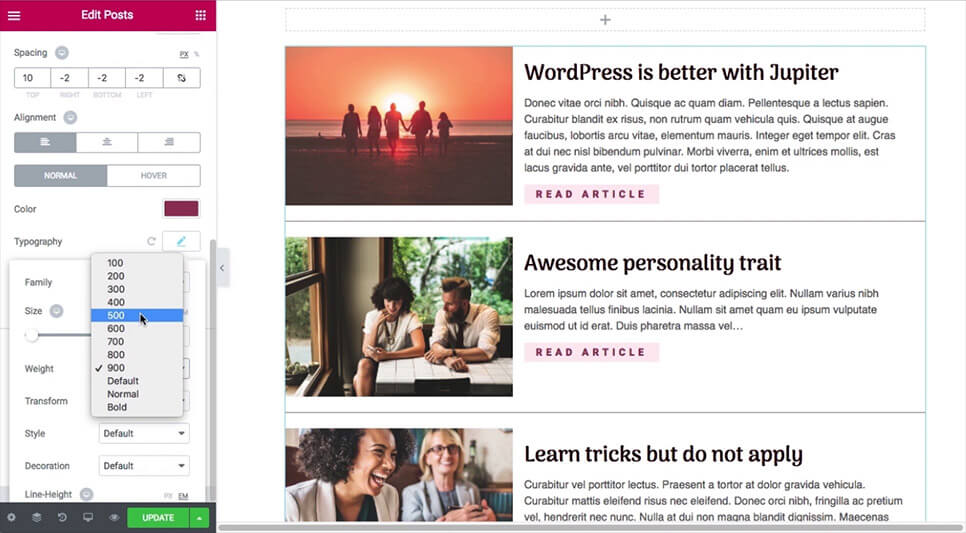 Edit Posts
Spacing
PX %
10 -2 -2 -2
TOP RIGHT BOTTOM LEFT
Alignment
NORMAL HOVER
Color
Typography
Family
Size
Weight
Transform
100
200
300
400
500
600
700
800
✓ 900
Default
Normal
Bold
Style Default
Decoration Default
Line-Height PX EM
UPDATE
WordPress is better with Jupiter
Donec vitae orci nibh. Quisque ac quam diam. Pellentesque a lectus sapien.
Curabitur blandit ex risus, non rutrum quam vehicula quis. Curabitur at augue
faucibus, lobortis arcu vitae, elementum mauris. Integer eget tempor elit. Cras
at dui nec nisl bibendum pulvinar. Morbi viverra, enim et ultrices mollis, est
lacus gravida ante, vel porttitor dui tortor placerat tellus.
READ ARTICLE
Awesome personality trait
Lorem ipsum dolor sit amet, consectetur adipiscing elit. Nullam varius nibh
malesuada tellus finibus lacinia. Nullam sit amet quam eu ipsum vulputate
euismod ut id erat. Duis pharetra massa vel…
READ ARTICLE
Learn tricks but do not apply
Curabitur vel porttitor lectus. Praesent a tortor at dolor gravida vehicula.
Curabitur mattis eleifend risus nec eleifend. Donec orci nibh, fringilla ac pretium
vel, hendrerit nec nunc. Nulla at dui non magna blandit dignissim. Maecenas